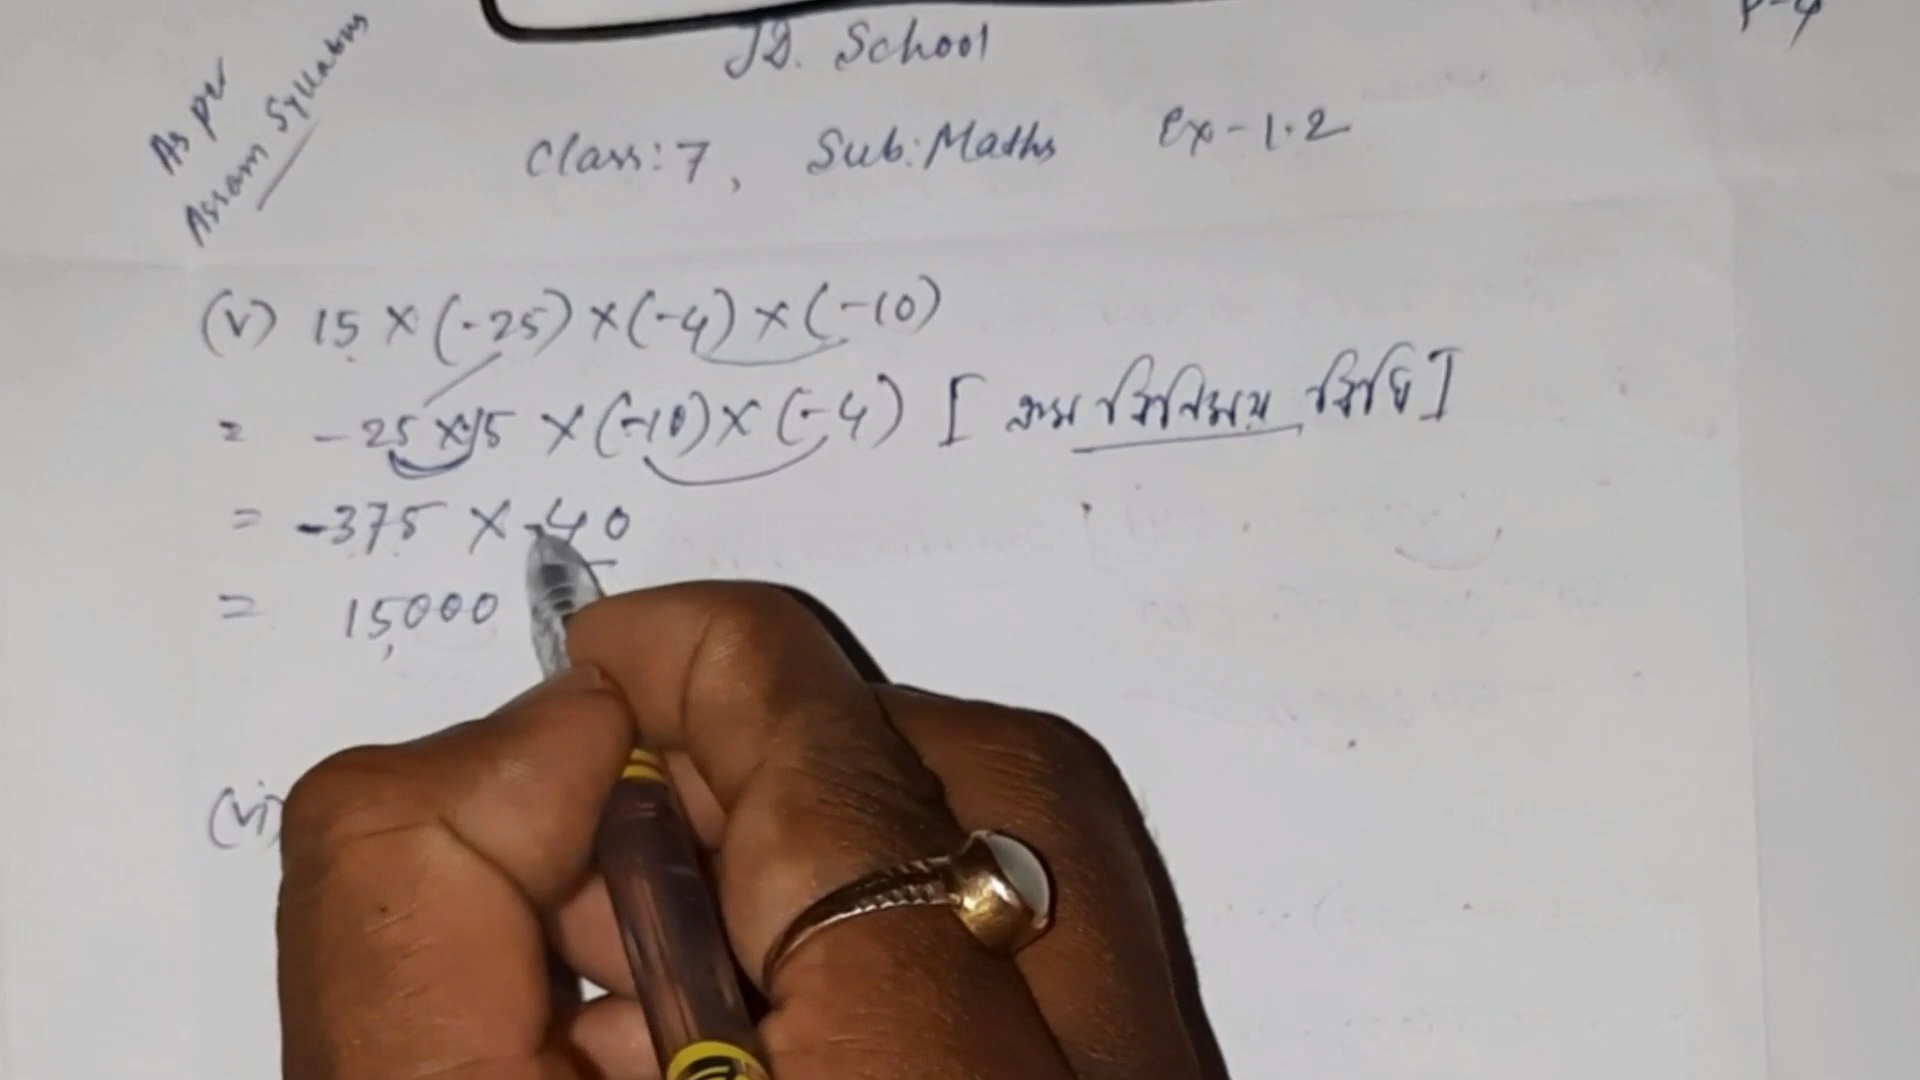 P-4
JD. School
As per
Assam Syllabus
Class: 7, Sub: Maths Ex-1.2
(v) 15 × (-25) × (-4) × (-10)
= -25 × 15 × (-10) × (-4) [ ক্ৰম বিনিময় বিধি ]
= -375 × -40
= 15,000
(vi)